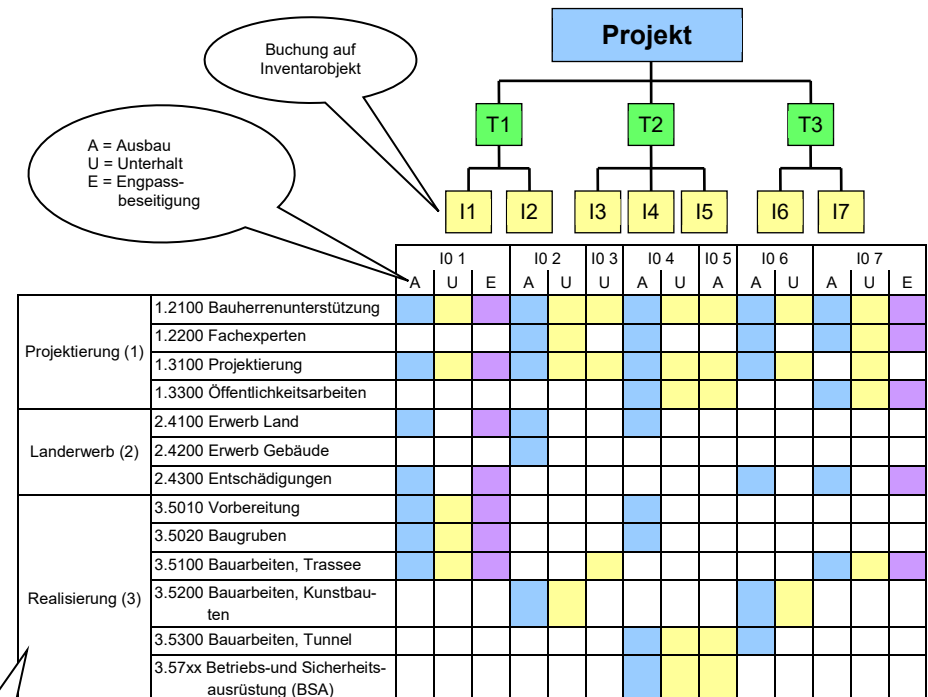 Projekt
Buchung auf
Inventarobjekt
A = Ausbau
U = Unterhalt
E = Engpass-
beseitigung
T1 T2 T3
I1 I2 I3 I4 I5 I6 I7
I0 1 I0 2 I0 3 I0 4 I0 5 I0 6 I0 7
A U E A U U A U A A U A U E
Projektierung (1)
1.2100 Bauherrenunterstützung
1.2200 Fachexperten
1.3100 Projektierung
1.3300 Öffentlichkeitsarbeiten
Landerwerb (2)
2.4100 Erwerb Land
2.4200 Erwerb Gebäude
2.4300 Entschädigungen
Realisierung (3)
3.5010 Vorbereitung
3.5020 Baugruben
3.5100 Bauarbeiten, Trassee
3.5200 Bauarbeiten, Kunstbau-
ten
3.5300 Bauarbeiten, Tunnel
3.57xx Betriebs-und Sicherheits-
ausrüstung (BSA)